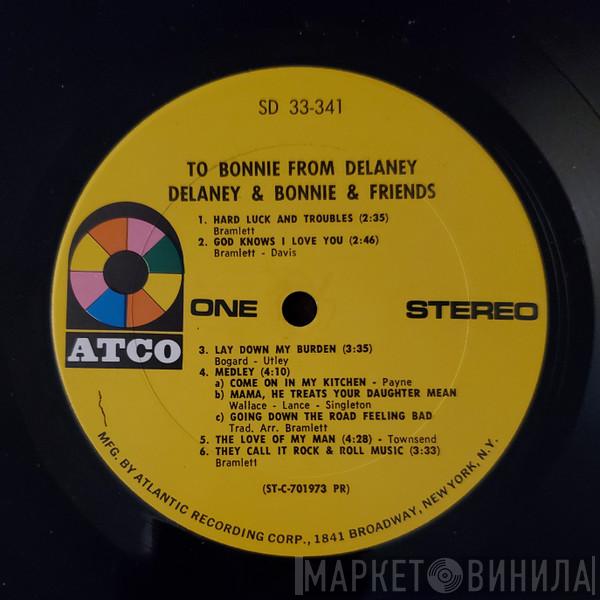 SD 33-341
TO BONNIE FROM DELANEY
DELANEY & BONNIE & FRIENDS
1. HARD LUCK AND TROUBLES (2:35)
Bramlett
2. GOD KNOWS I LOVE YOU (2:46)
Bramlett - Davis
ONE
STEREO
ATCO
3. LAY DOWN MY BURDEN (3:35)
Bogard - Utley
4. MEDLEY (4:10)
a) COME ON IN MY KITCHEN - Payne
b) MAMA, HE TREATS YOUR DAUGHTER MEAN
Wallace - Lance - Singleton
c) GOING DOWN THE ROAD FEELING BAD
Trad. Arr. Bramlett
5. THE LOVE OF MY MAN (4:28) - Townsend
6. THEY CALL IT ROCK & ROLL MUSIC (3:33)
Bramlett
(ST-C-701973 PR)
MFG. BY ATLANTIC RECORDING CORP., 1841 BROADWAY, NEW YORK, N.Y.
МАРКЕТ ВИНИЛА